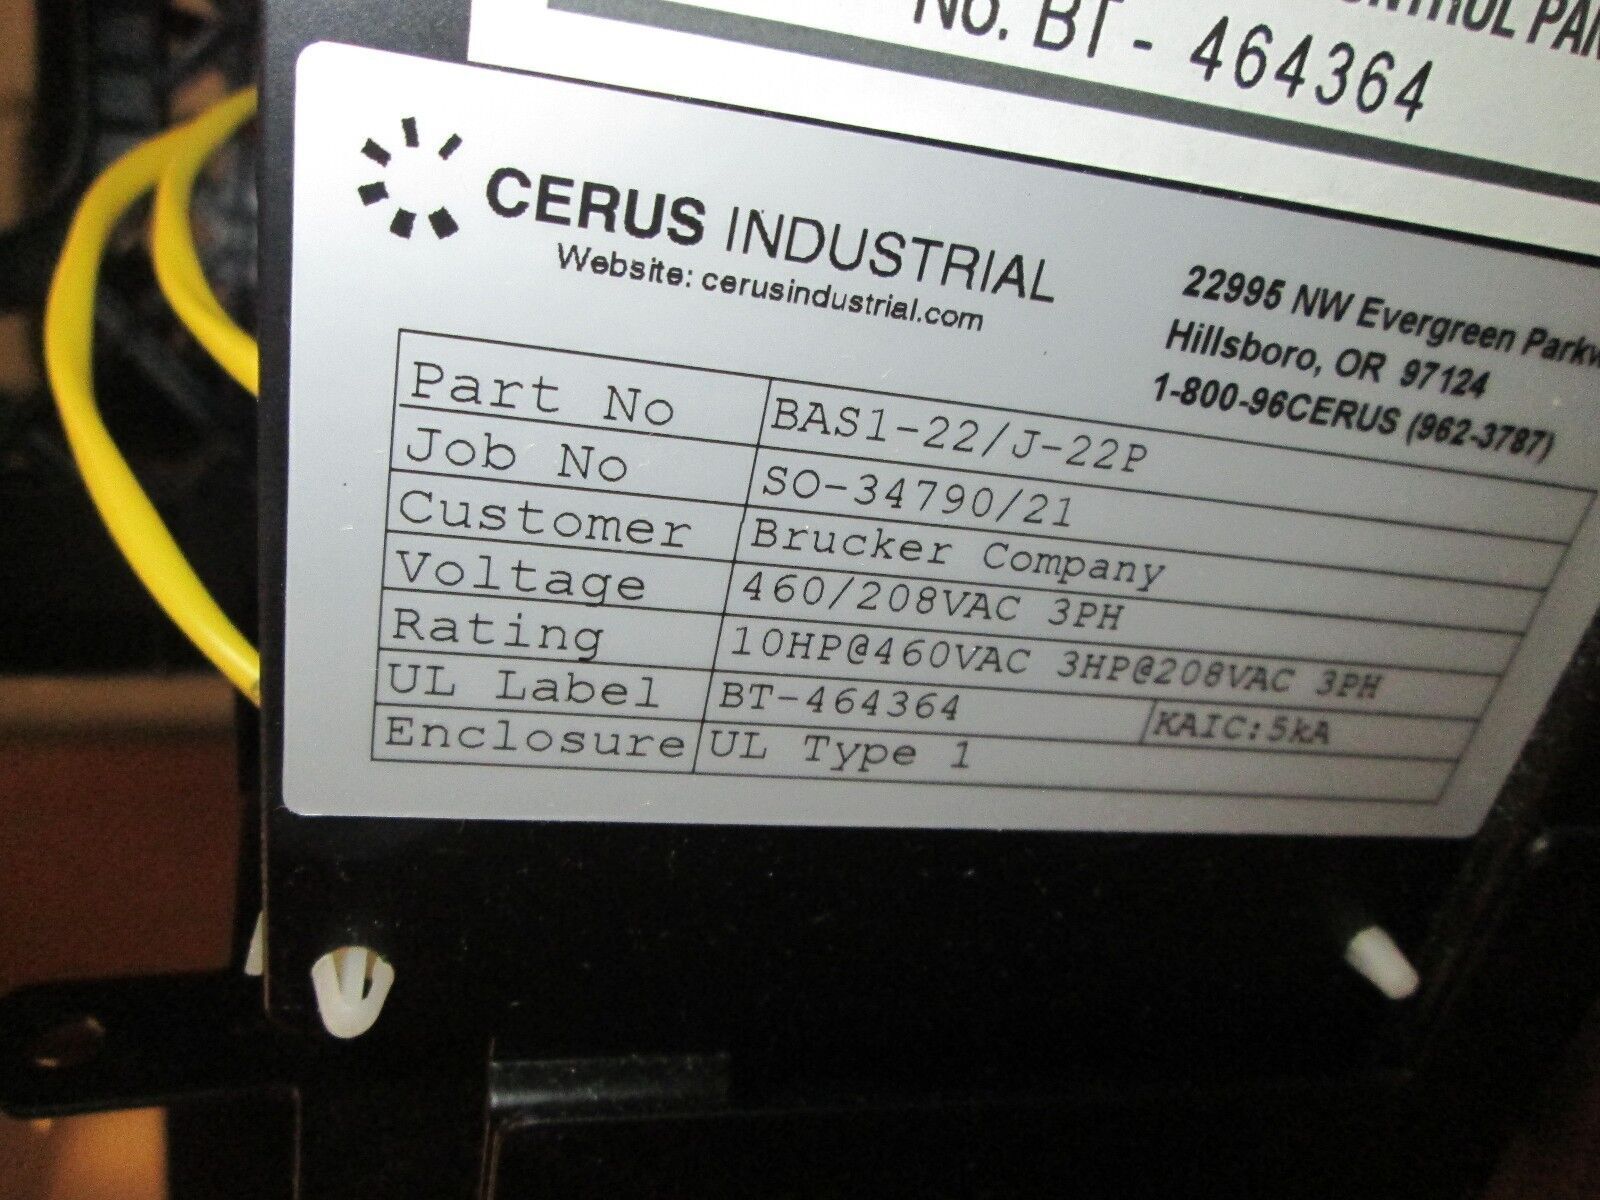 CONTROL PAN
No. BT - 464364
CERUS INDUSTRIAL
Website: cerusindustrial.com
22995 NW Evergreen Parkw
Hillsboro, OR 97124
1-800-96CERUS (962-3787)
Part No BAS1-22/J-22P
Job No SO-34790/21
Customer Brucker Company
Voltage 460/208VAC 3PH
Rating 10HP@460VAC 3HP@208VAC 3PH
UL Label BT-464364 KAIC:5kA
Enclosure UL Type 1